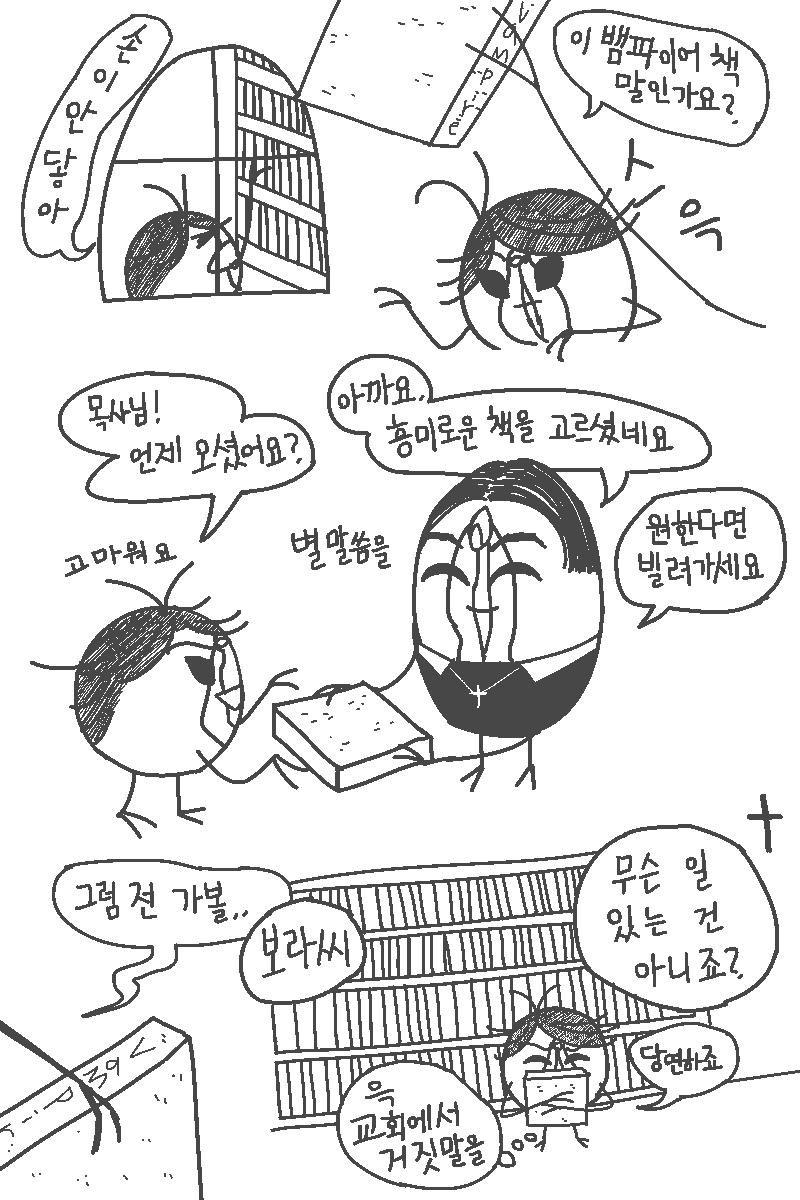 손이 안 닿아
vampire
이 뱀파이어 책
말인가요?
스윽
목사님!
언제 오셨어요?
아까요..
흥미로운 책을 고르셨네요
원한다면
빌려가세요
고마워요
별 말씀을
그럼 전 가볼..
보라씨
무슨 일
있는 건
아니죠?
당연하죠
윽
교회에서
거짓말을